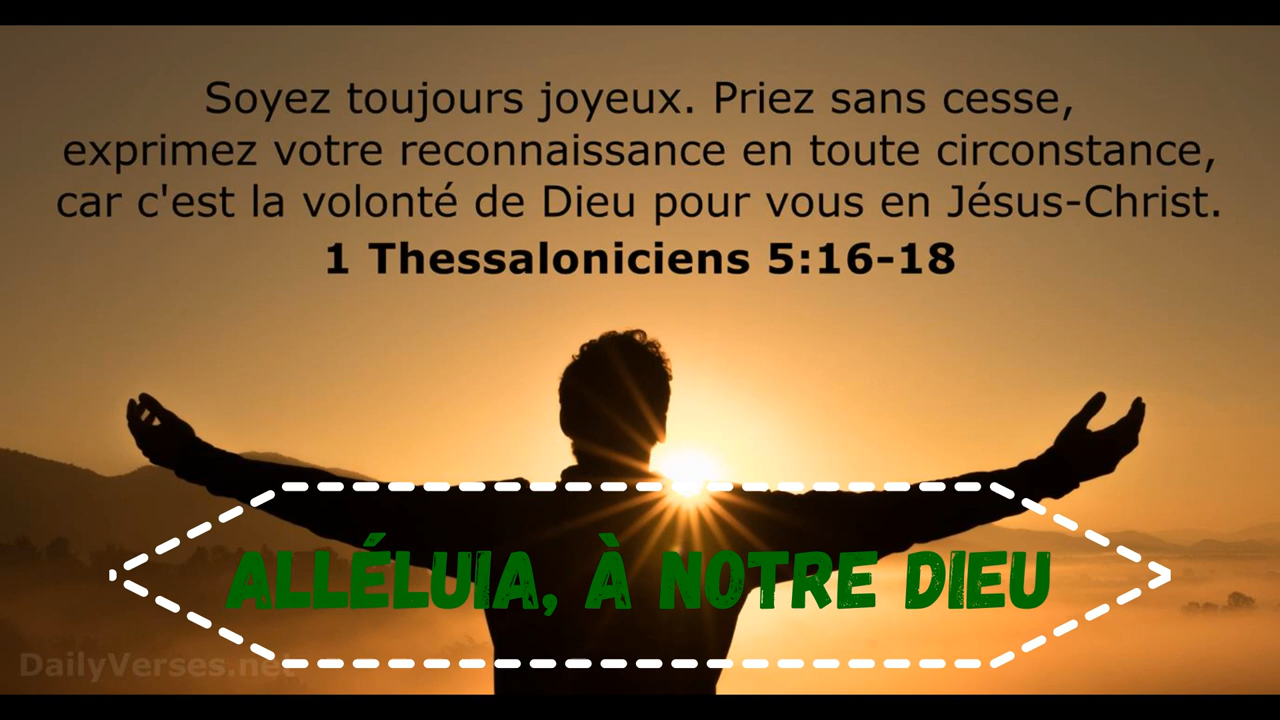 Soyez toujours joyeux. Priez sans cesse,
exprimez votre reconnaissance en toute circonstance,
car c'est la volonté de Dieu pour vous en Jésus-Christ.
1 Thessaloniciens 5:16-18
ALLÉLUIA, À NOTRE DIEU
DailyVerses.net